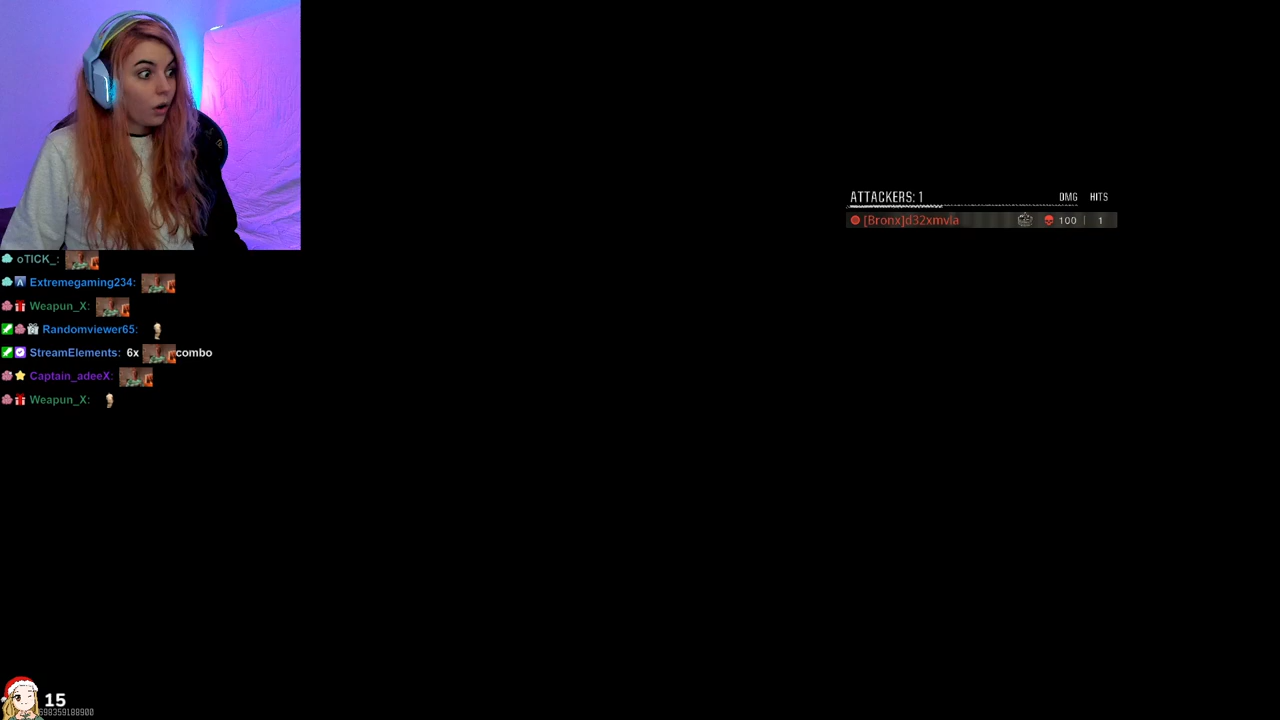 ATTACKERS: 1 DMG HITS
[Bronx]d32xmvla 100 1
oTICK_:
Extremegaming234:
Weapun_X:
Randomviewer65:
StreamElements: 6x combo
Captain_adeeX:
Weapun_X:
15